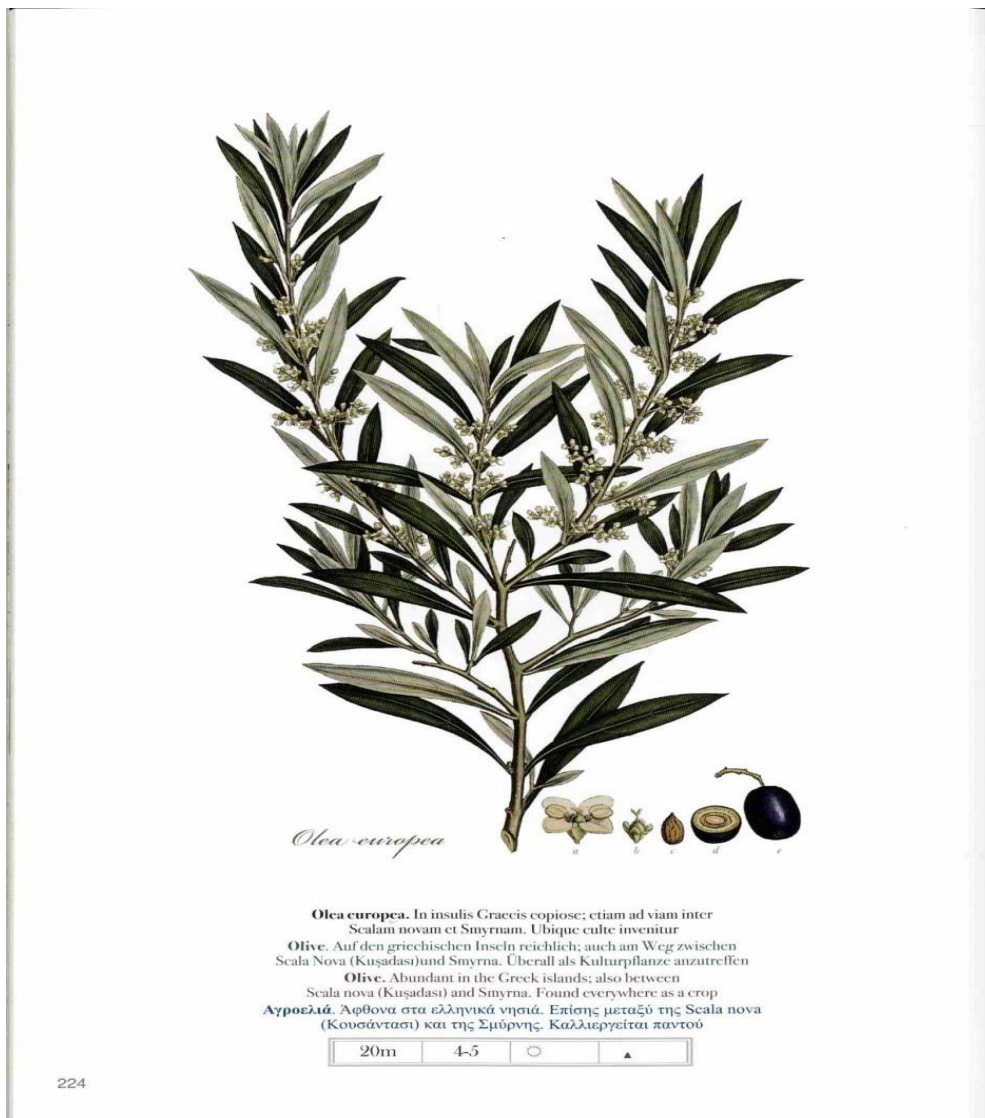 Olea europea
a b c d e
Olea europea. In insulis Graecis copiose; etiam ad viam inter
Scalam novam et Smyrnam. Ubique culte invenitur
Olive. Auf den griechischen Inseln reichlich; auch am Weg zwischen
Scala Nova (Kuşadası)und Smyrna. Überall als Kulturpflanze anzutreffen
Olive. Abundant in the Greek islands; also between
Scala nova (Kuşadası) and Smyrna. Found everywhere as a crop
Αγροελιά. Άφθονα στα ελληνικά νησιά. Επίσης μεταξύ της Scala nova
(Κουσάντασι) και της Σμύρνης. Καλλιεργείται παντού
20m 4-5
224